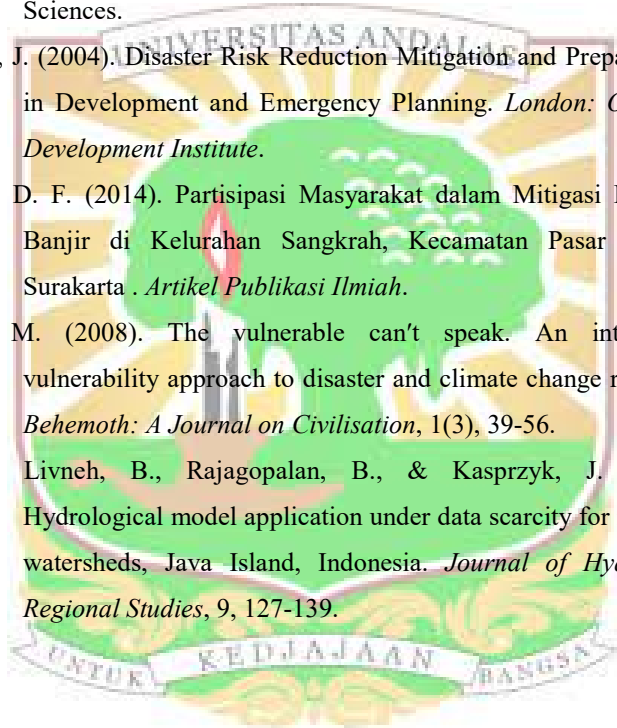 Sciences.
UNIVERSITAS ANDALAS
, J. (2004). Disaster Risk Reduction Mitigation and Prepa
in Development and Emergency Planning. London: O
Development Institute.
D. F. (2014). Partisipasi Masyarakat dalam Mitigasi
Banjir di Kelurahan Sangkrah, Kecamatan Pasar
Surakarta . Artikel Publikasi Ilmiah.
M. (2008). The vulnerable can't speak. An int
vulnerability approach to disaster and climate change r
Behemoth: A Journal on Civilisation, 1(3), 39-56.
Livneh, B., Rajagopalan, B., & Kasprzyk, J.
Hydrological model application under data scarcity for
watersheds, Java Island, Indonesia. Journal of Hy
Regional Studies, 9, 127-139.
UNTUK KEDJAJAAN BANGSA